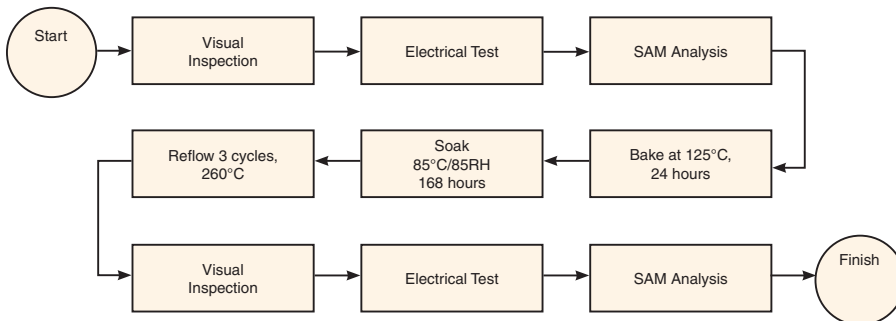 Start
Visual
Inspection
Electrical Test
SAM Analysis
Bake at 125°C,
24 hours
Soak
85°C/85RH
168 hours
Reflow 3 cycles,
260°C
Visual
Inspection
Electrical Test
SAM Analysis
Finish